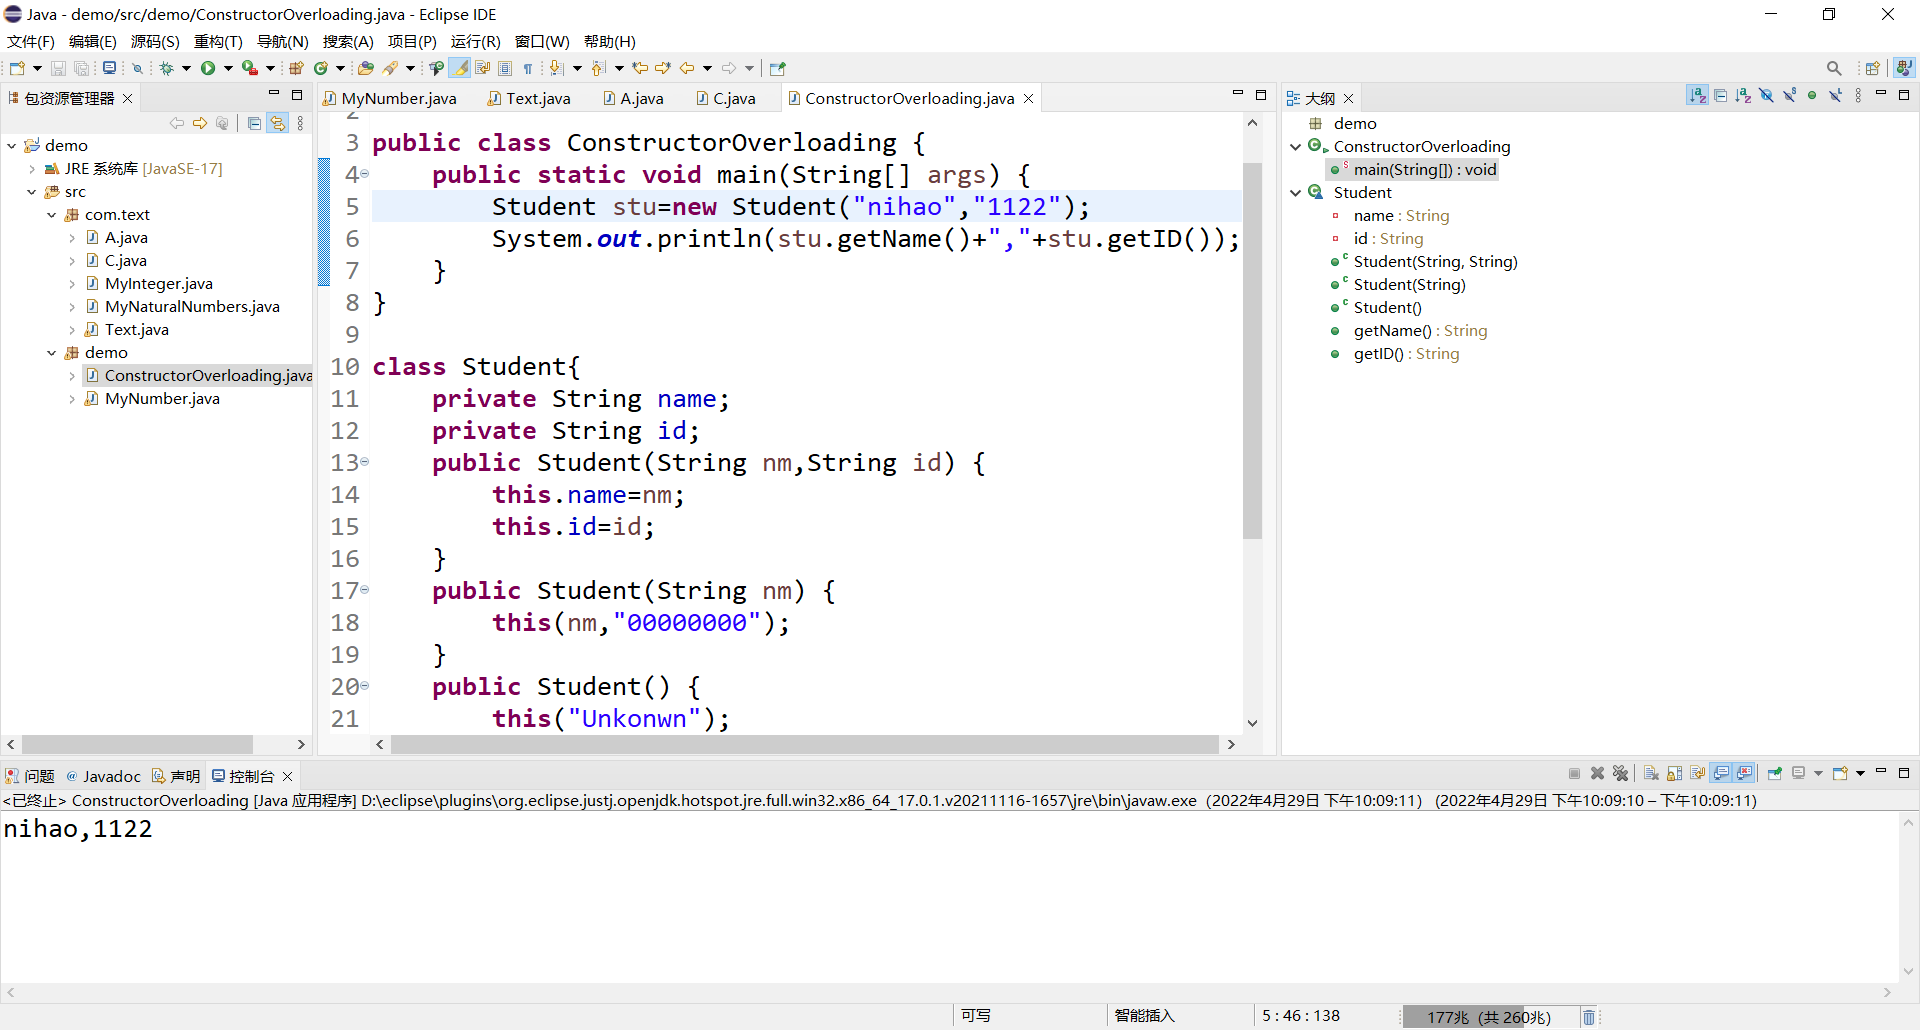 Java - demo/src/demo/ConstructorOverloading.java - Eclipse IDE
文件(F) 编辑(E) 源码(S) 重构(T) 导航(N) 搜索(A) 项目(P) 运行(R) 窗口(W) 帮助(H)
包资源管理器
demo
JRE 系统库 [JavaSE-17]
src
com.text
A.java
C.java
MyInteger.java
MyNaturalNumbers.java
Text.java
demo
ConstructorOverloading.java
MyNumber.java
MyNumber.java Text.java A.java C.java ConstructorOverloading.java
2
3 public class ConstructorOverloading {
4 public static void main(String[] args) {
5 Student stu=new Student("nihao","1122");
6 System.out.println(stu.getName()+","+stu.getID());
7 }
8 }
9
10 class Student{
11 private String name;
12 private String id;
13 public Student(String nm,String id) {
14 this.name=nm;
15 this.id=id;
16 }
17 public Student(String nm) {
18 this(nm,"00000000");
19 }
20 public Student() {
21 this("Unkonwn");
大纲
demo
ConstructorOverloading
main(String[]) : void
Student
name : String
id : String
Student(String, String)
Student(String)
Student()
getName() : String
getID() : String
问题 @ Javadoc 声明 控制台
<已终止> ConstructorOverloading [Java 应用程序] D:\eclipse\plugins\org.eclipse.justj.openjdk.hotspot.jre.full.win32.x86_64_17.0.1.v20211116-1657\jre\bin\javaw.exe (2022年4月29日 下午10:09:11) (2022年4月29日 下午10:09:10 – 下午10:09:11)
nihao,1122
可写 智能插入 5 : 46 : 138 177兆 (共 260兆)